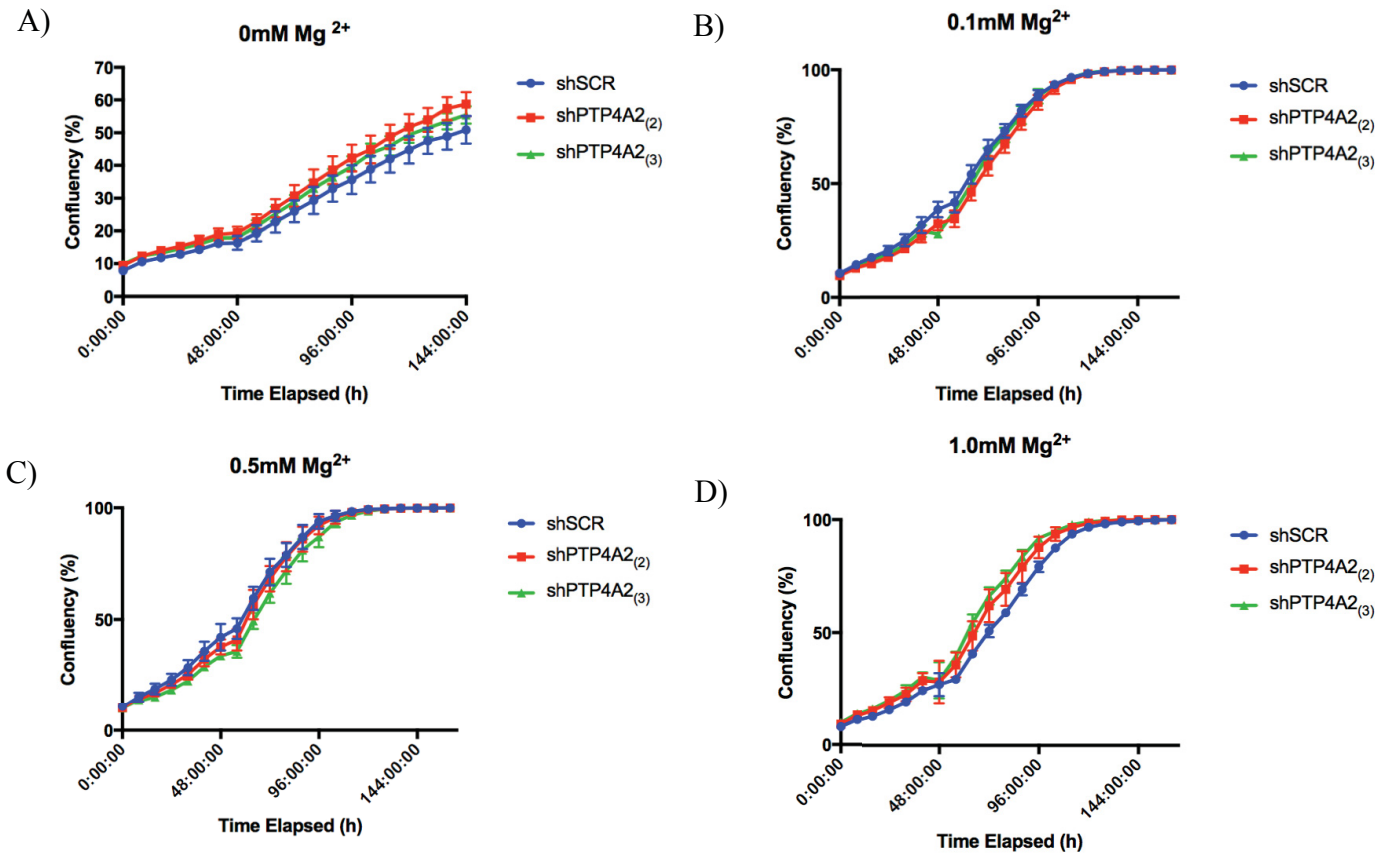 A)
0mM Mg 2+
70
60
50
40
30
20
10
0
Confluency (%)
0:00:00
48:00:00
96:00:00
144:00:00
Time Elapsed (h)
shSCR
shPTP4A2(2)
shPTP4A2(3)
B)
0.1mM Mg2+
100
50
0
Confluency (%)
0:00:00
48:00:00
96:00:00
144:00:00
Time Elapsed (h)
shSCR
shPTP4A2(2)
shPTP4A2(3)
C)
0.5mM Mg2+
100
50
0
Confluency (%)
0:00:00
48:00:00
96:00:00
144:00:00
Time Elapsed (h)
shSCR
shPTP4A2(2)
shPTP4A2(3)
D)
1.0mM Mg2+
100
50
0
Confluency (%)
0:00:00
48:00:00
96:00:00
144:00:00
Time Elapsed (h)
shSCR
shPTP4A2(2)
shPTP4A2(3)